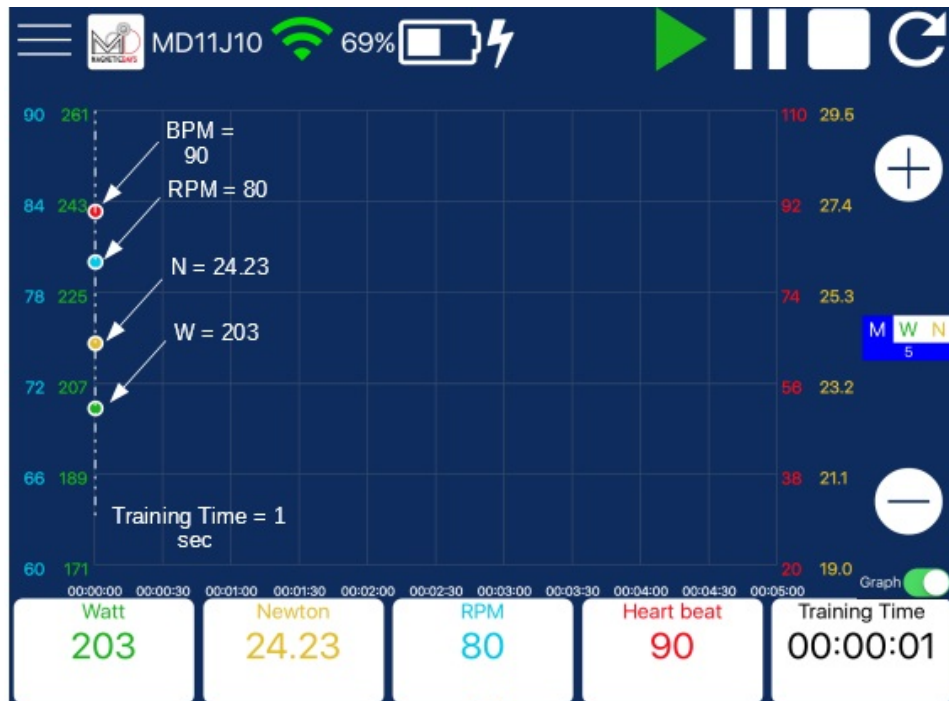 MD
MAGNETICDAYS
MD11J10 69%
90 261 110 29.5
BPM =
90
RPM = 80
84 243 92 27.4
N = 24.23
78 225 74 25.3
W = 203
M W N
5
72 207 56 23.2
66 189 38 21.1
Training Time = 1
sec
60 171 20 19.0
Graph
00:00:00 00:00:30 00:01:00 00:01:30 00:02:00 00:02:30 00:03:00 00:03:30 00:04:00 00:04:30 00:05:00
Watt Newton RPM Heart beat Training Time
203 24.23 80 90 00:00:01